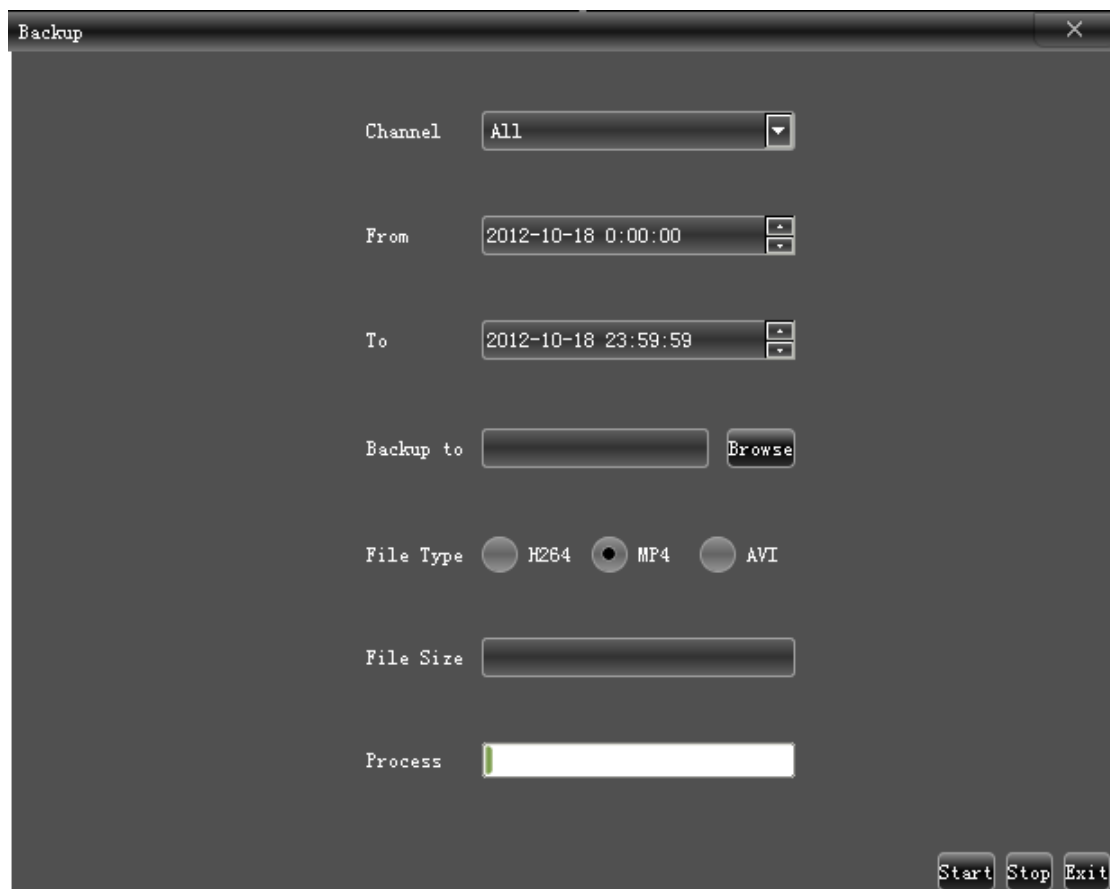 Backup
Channel All
From 2012-10-18 0:00:00
To 2012-10-18 23:59:59
Backup to Browse
File Type H264 MP4 AVI
File Size
Process
Start Stop Exit